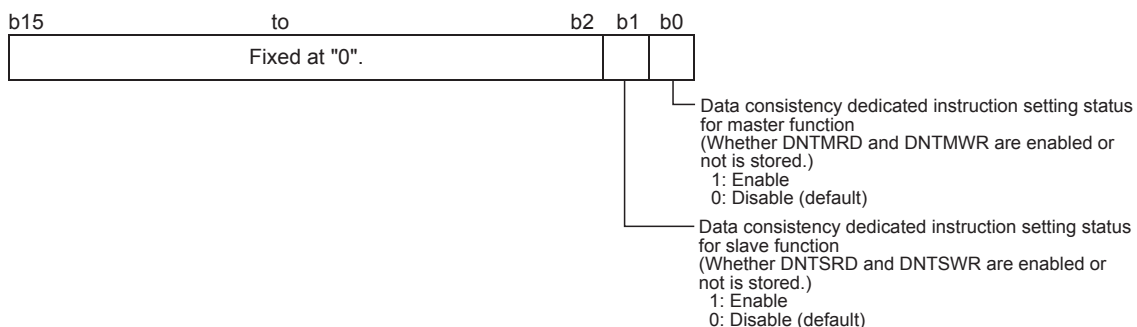 b15 to b2 b1 b0
Fixed at "0".
Data consistency dedicated instruction setting status
for master function
(Whether DNTMRD and DNTMWR are enabled or
not is stored.)
1: Enable
0: Disable (default)
Data consistency dedicated instruction setting status
for slave function
(Whether DNTSRD and DNTSWR are enabled or
not is stored.)
1: Enable
0: Disable (default)